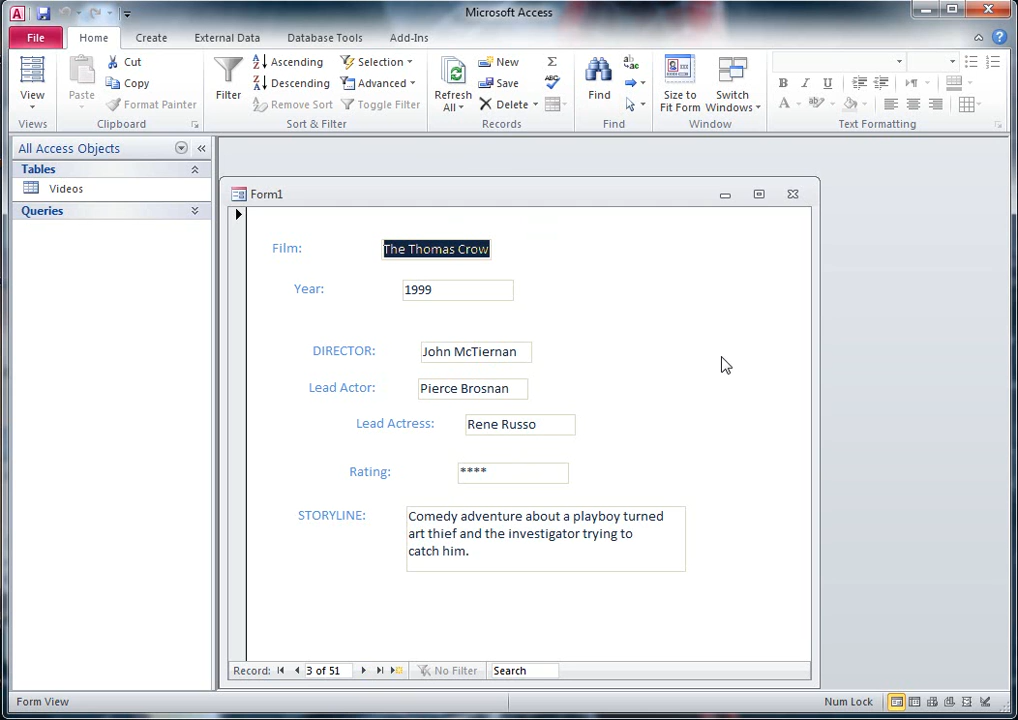 Microsoft Access
File Home Create External Data Database Tools Add-Ins
View
Views
Paste
Cut
Copy
Format Painter
Clipboard
Filter
Ascending
Descending
Remove Sort
Selection
Advanced
Toggle Filter
Sort & Filter
Refresh
All
New
Save
Delete
Records
Find
Find
Size to
Fit Form
Switch
Windows
Window
B I U
A
Text Formatting
All Access Objects
Tables
Videos
Queries
Form1
Film: The Thomas Crow
Year: 1999
DIRECTOR: John McTiernan
Lead Actor: Pierce Brosnan
Lead Actress: Rene Russo
Rating: ****
STORYLINE: Comedy adventure about a playboy turned
art thief and the investigator trying to
catch him.
Record: 3 of 51 No Filter Search
Form View Num Lock